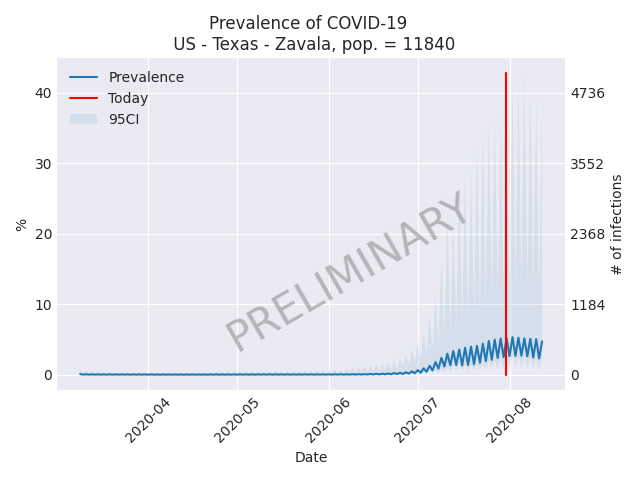 Prevalence of COVID-19
US - Texas - Zavala, pop. = 11840
Prevalence
Today
95CI
40
30
20
10
0
%
4736
3552
2368
1184
0
# of infections
PRELIMINARY
2020-04
2020-05
2020-06
2020-07
2020-08
Date